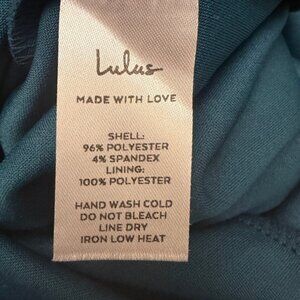 Lulus
MADE WITH LOVE
SHELL:
96% POLYESTER
4% SPANDEX
LINING:
100% POLYESTER
HAND WASH COLD
DO NOT BLEACH
LINE DRY
IRON LOW HEAT